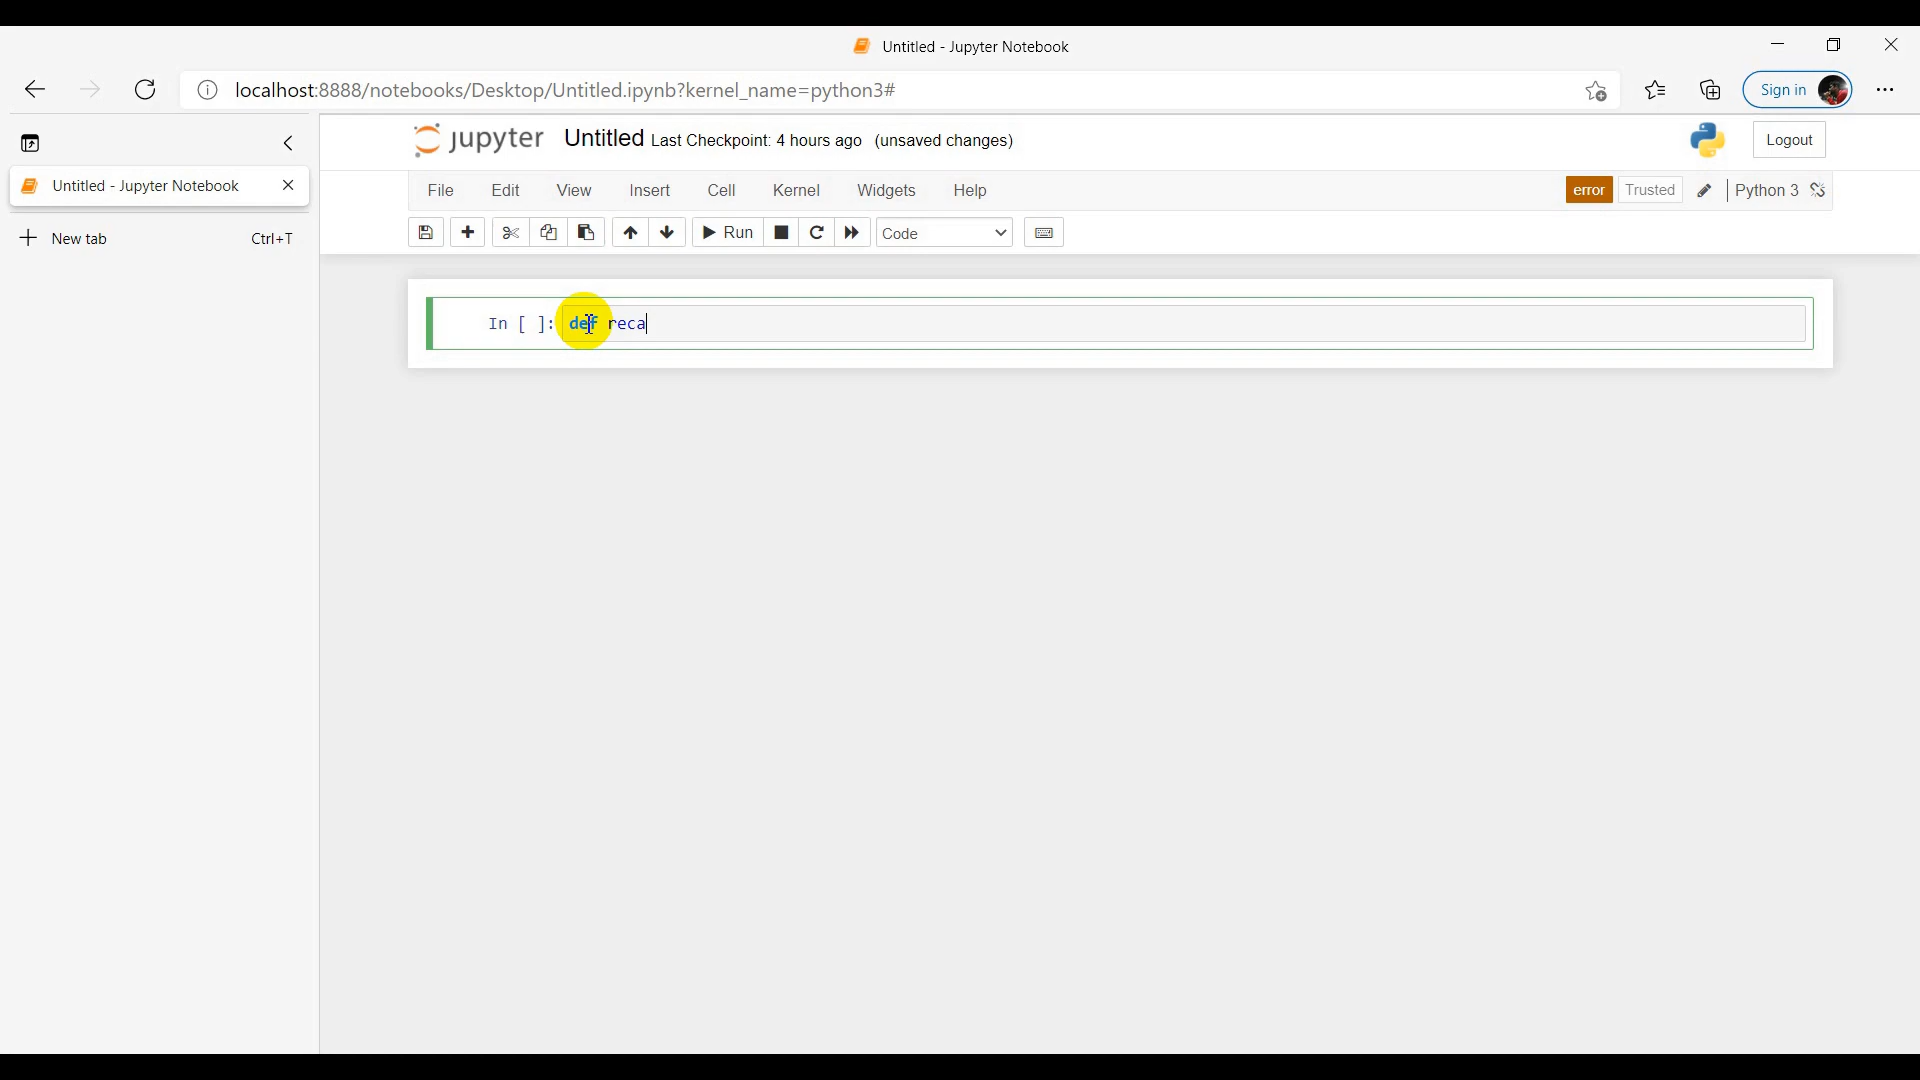 Untitled - Jupyter Notebook
localhost:8888/notebooks/Desktop/Untitled.ipynb?kernel_name=python3#
Sign in
Untitled - Jupyter Notebook
New tab Ctrl+T
jupyter Untitled Last Checkpoint: 4 hours ago (unsaved changes)
Logout
File Edit View Insert Cell Kernel Widgets Help
error Trusted Python 3
Run Code
In [ ]: def reca